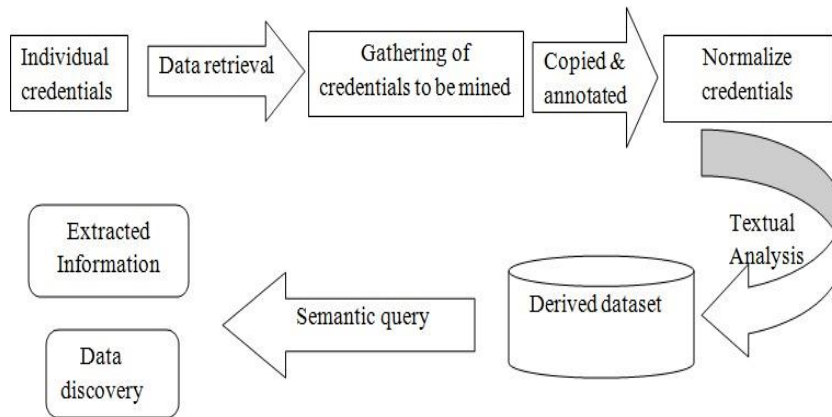 Individual
credentials
Data retrieval
Gathering of
credentials to be mined
Copied &
annotated
Normalize
credentials
Textual
Analysis
Derived dataset
Semantic query
Extracted
Information
Data
discovery